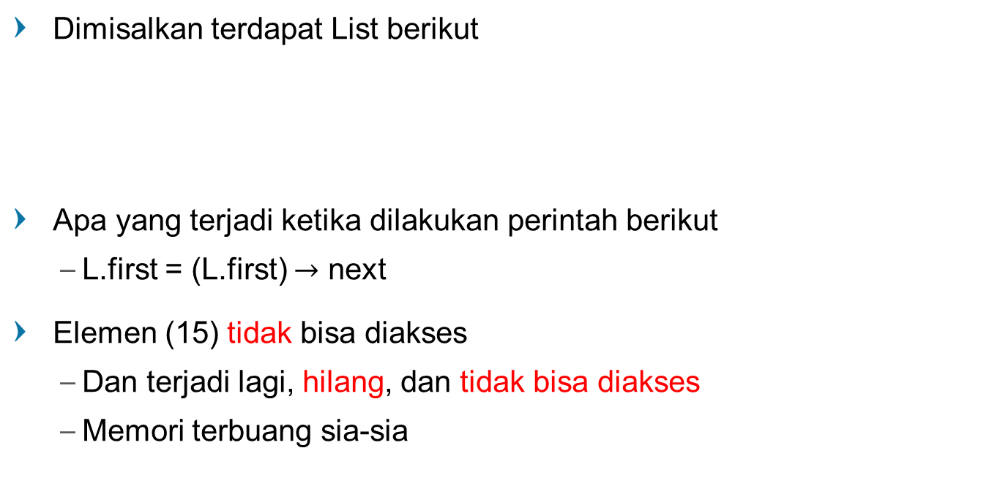 Dimisalkan terdapat List berikut
Apa yang terjadi ketika dilakukan perintah berikut
– L.first = (L.first) → next
Elemen (15) tidak bisa diakses
– Dan terjadi lagi, hilang, dan tidak bisa diakses
– Memori terbuang sia-sia